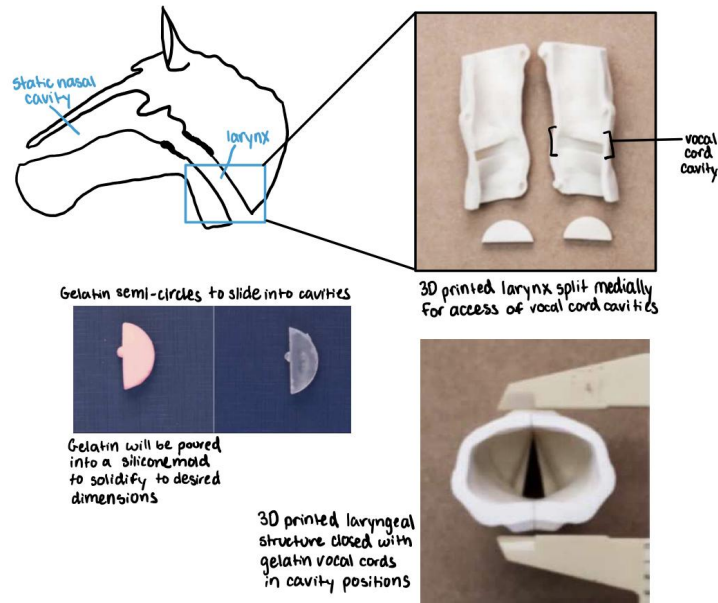 static nasal
cavity
larynx
vocal
cord
cavity
3D printed larynx split medially
for access of vocal cord cavities
Gelatin semi-circles to slide into cavities
Gelatin will be poured
into a silicone mold
to solidify to desired
dimensions
3D printed laryngeal
structure closed with
gelatin vocal cords
in cavity positions